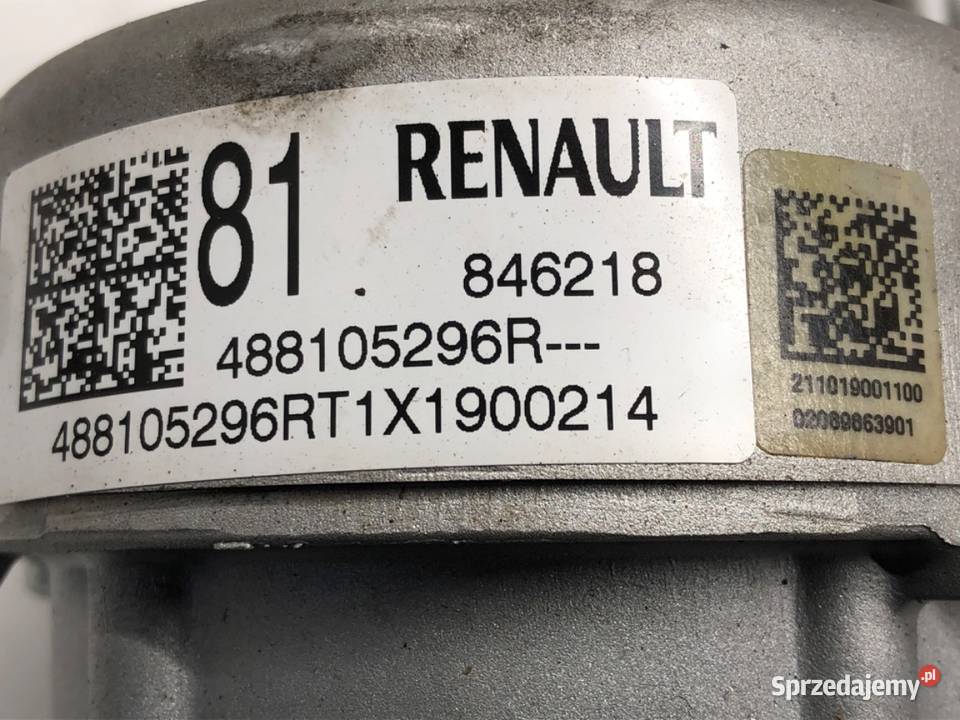 81 RENAULT
846218
488105296R---
488105296RT1X1900214
211019001100
02089863901
Sprzedajemy.pl